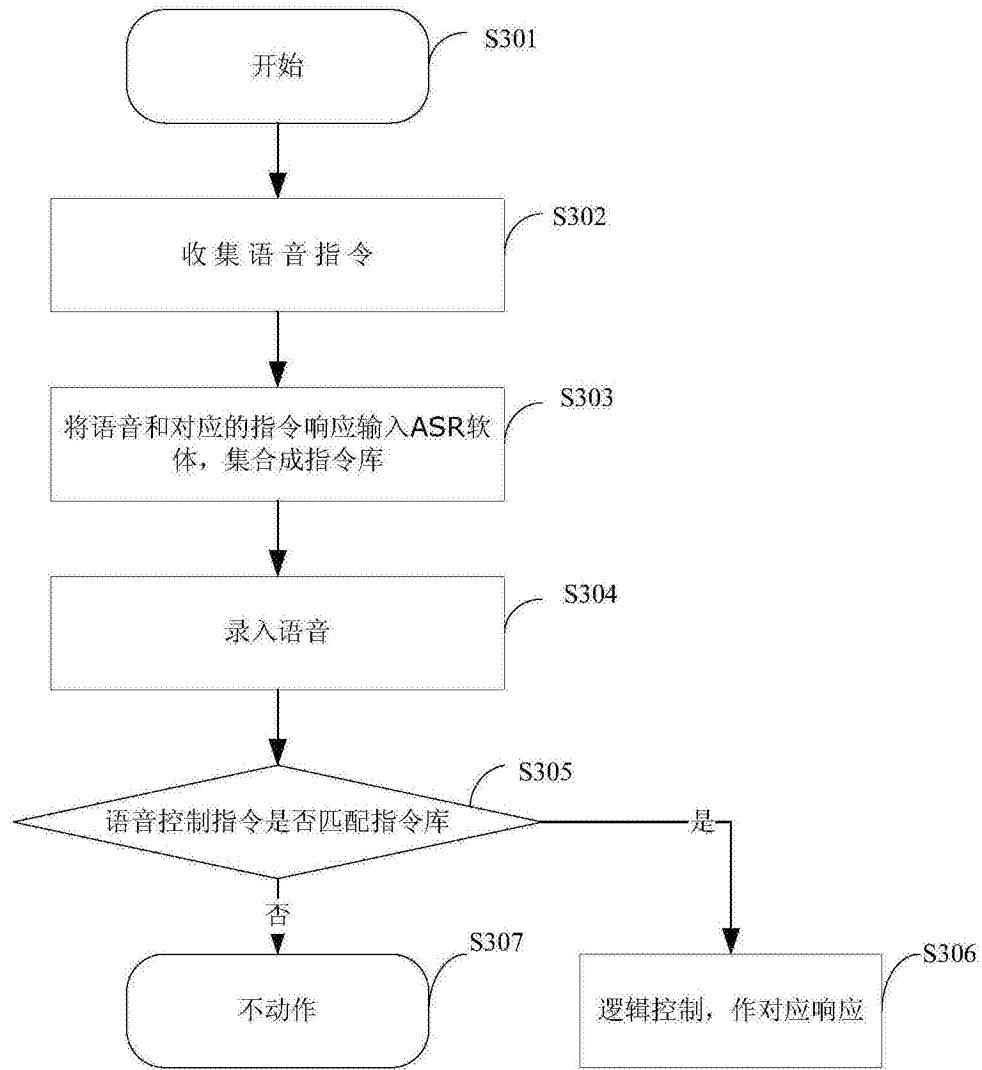 开始
S301
收集语音指令
S302
将语音和对应的指令响应输入ASR软
体，集合成指令库
S303
录入语音
S304
语音控制指令是否匹配指令库
S305
是
否
不动作
S307
逻辑控制，作对应响应
S306